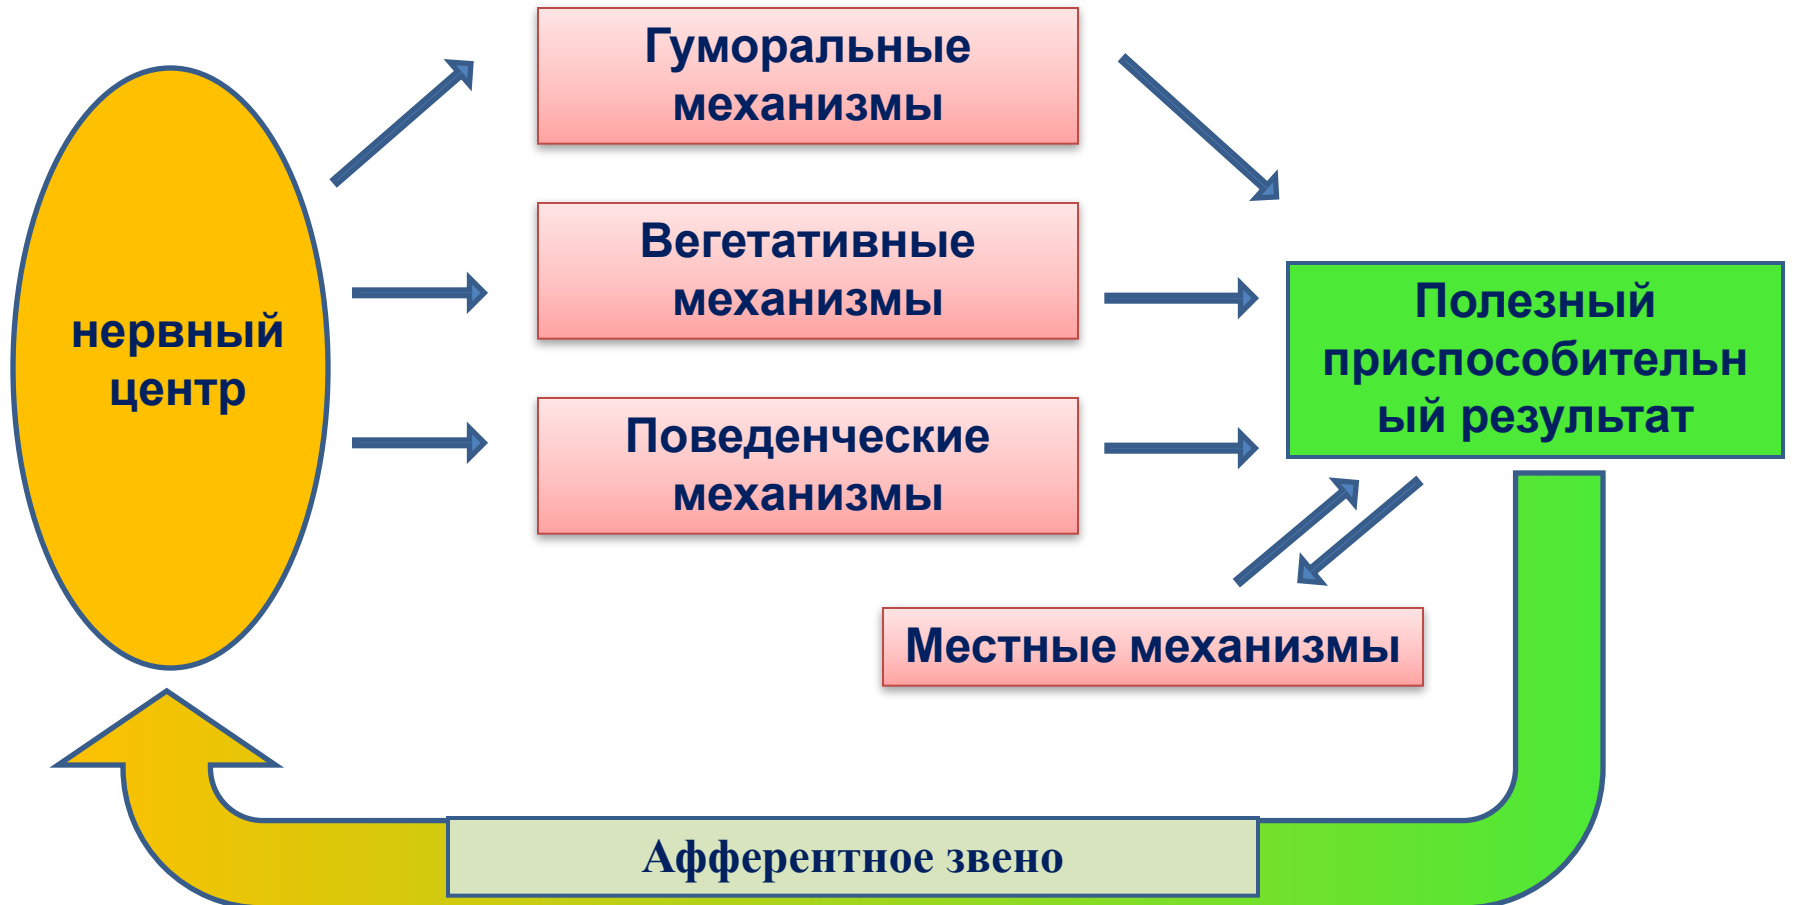 Гуморальные
механизмы
Вегетативные
механизмы
нервный
центр
Полезный
приспособительн
ый результат
Поведенческие
механизмы
Местные механизмы
Афферентное звено